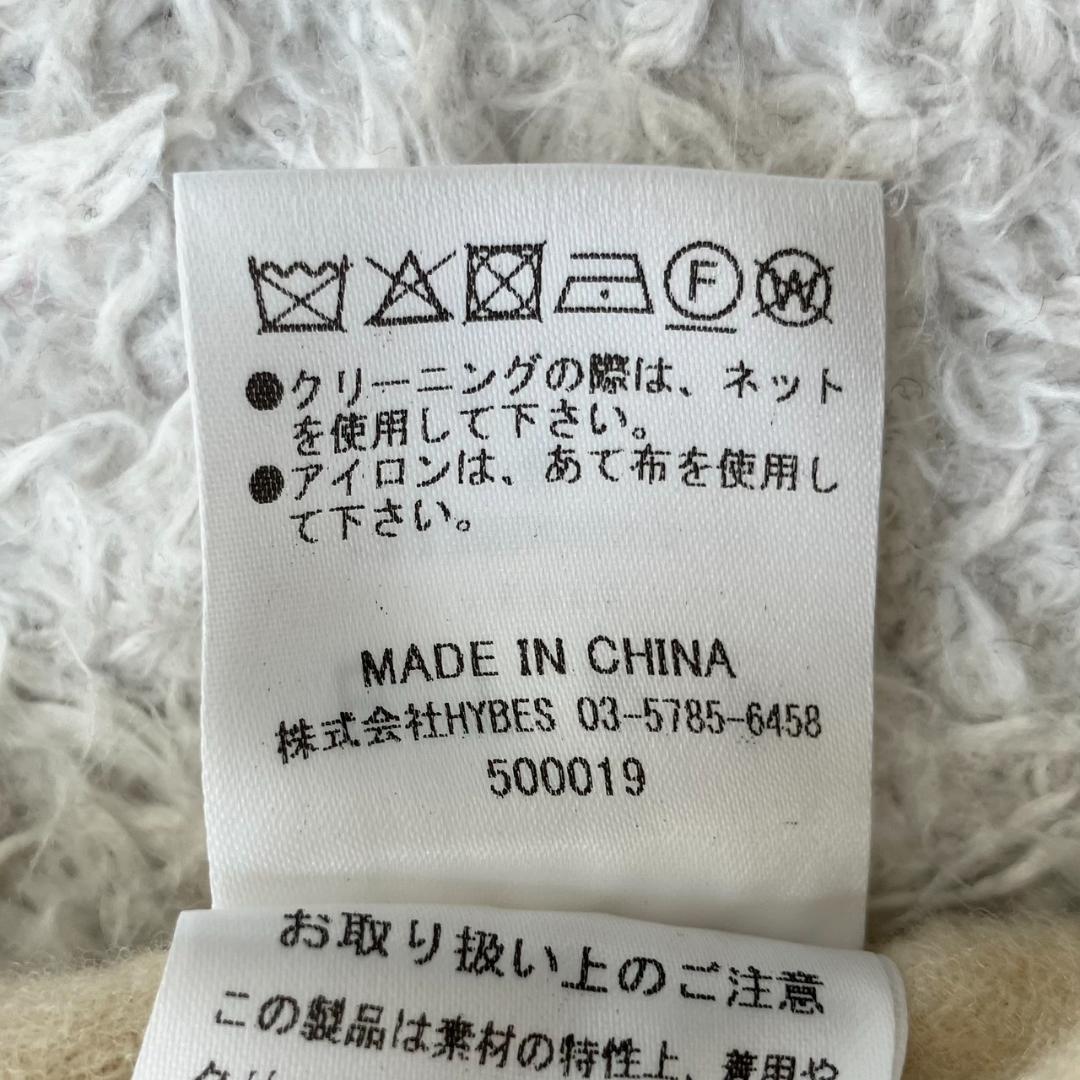 F W
●クリーニングの際は、ネット
を使用して下さい。
●アイロンは、あて布を使用し
て下さい。
MADE IN CHINA
株式会社HYBES 03-5785-6458
500019
お取り扱い上のご注意
この製品は素材の特性上、着用や